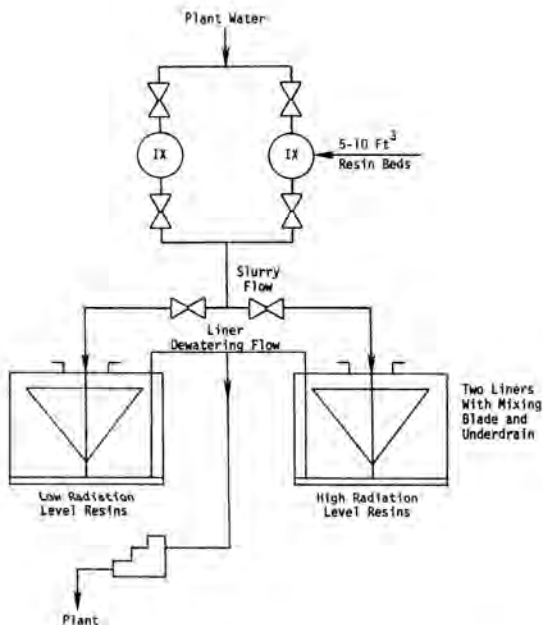 Plant Water
IX
IX
5-10 Ft3
Resin Beds
Slurry
Flow
Liner
Dewatering Flow
Two Liners
With Mixing
Blade and
Underdrain
Low Radiation
Level Resins
High Radiation
Level Resins
Plant